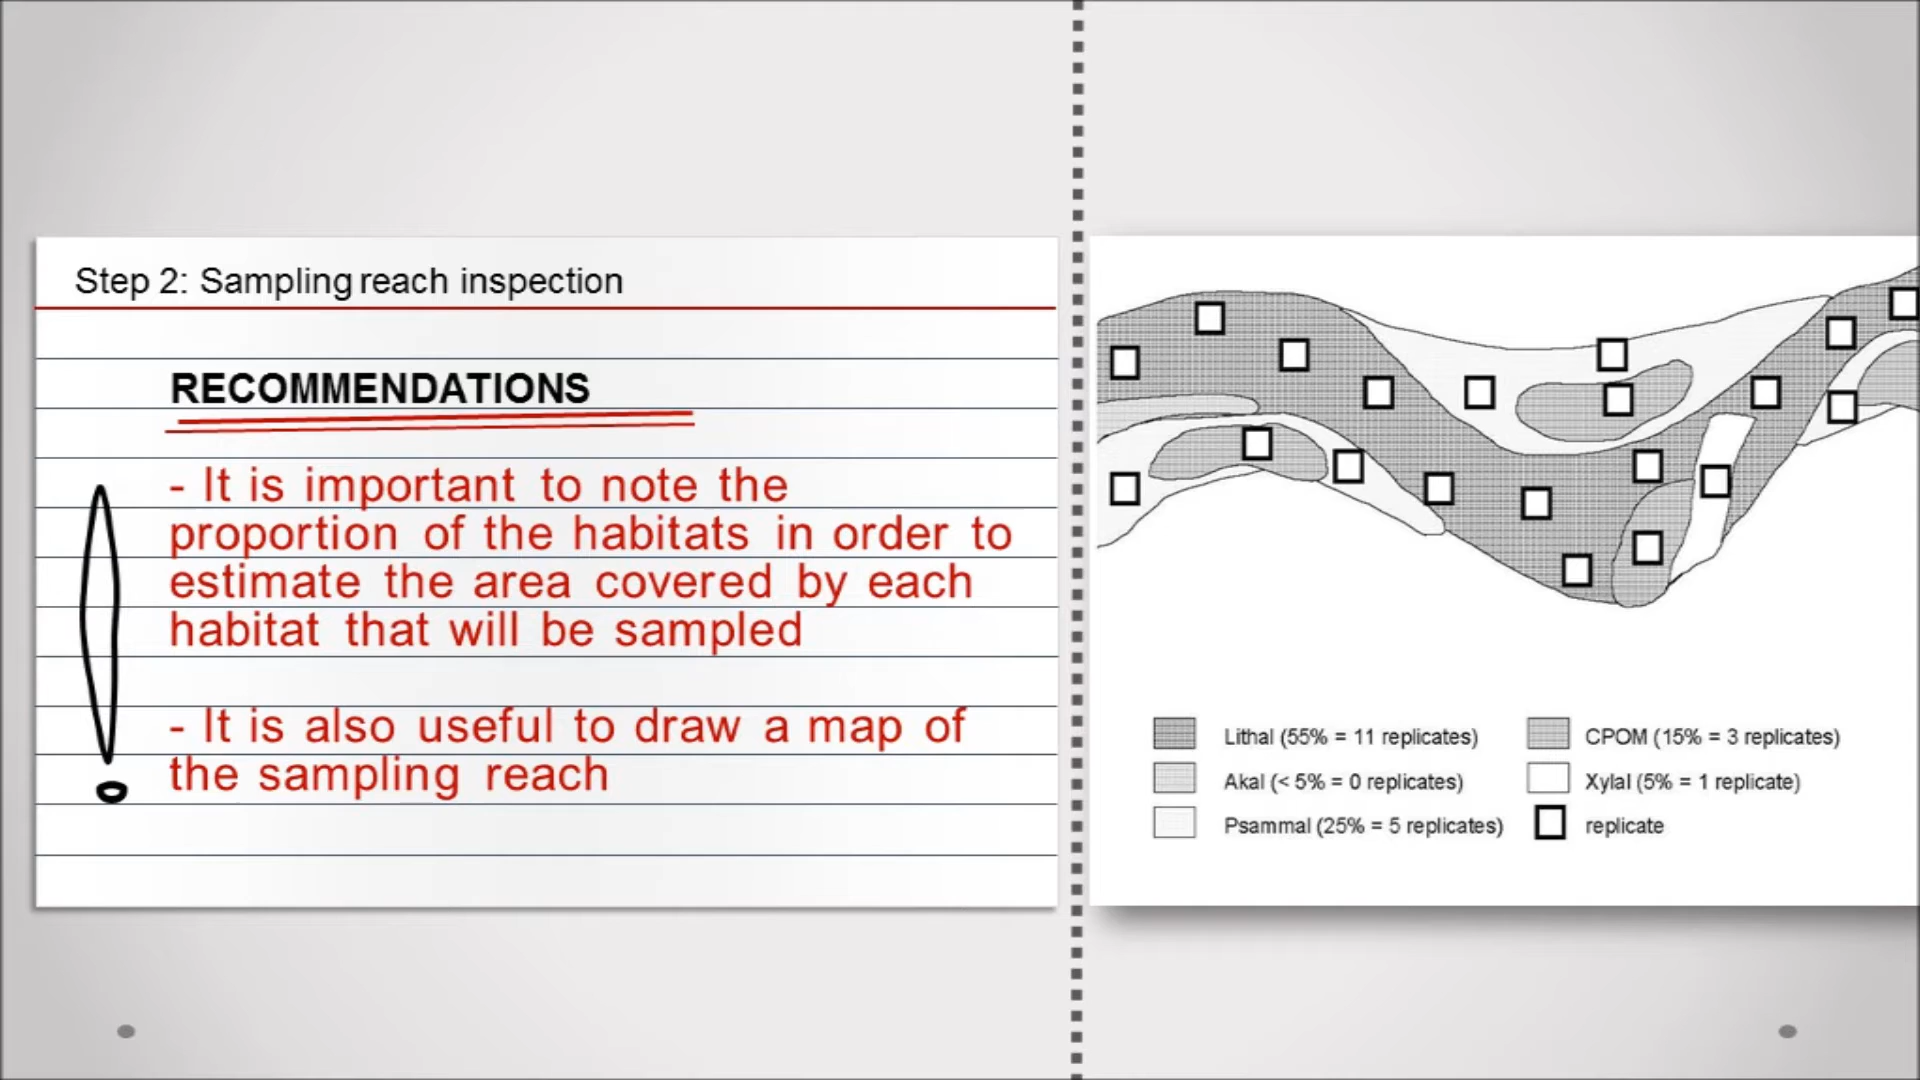 Step 2: Sampling reach inspection
RECOMMENDATIONS
- It is important to note the
proportion of the habitats in order to
estimate the area covered by each
habitat that will be sampled
- It is also useful to draw a map of
the sampling reach
Lithal (55% = 11 replicates)
Akal (< 5% = 0 replicates)
Psammal (25% = 5 replicates)
CPOM (15% = 3 replicates)
Xylal (5% = 1 replicate)
replicate